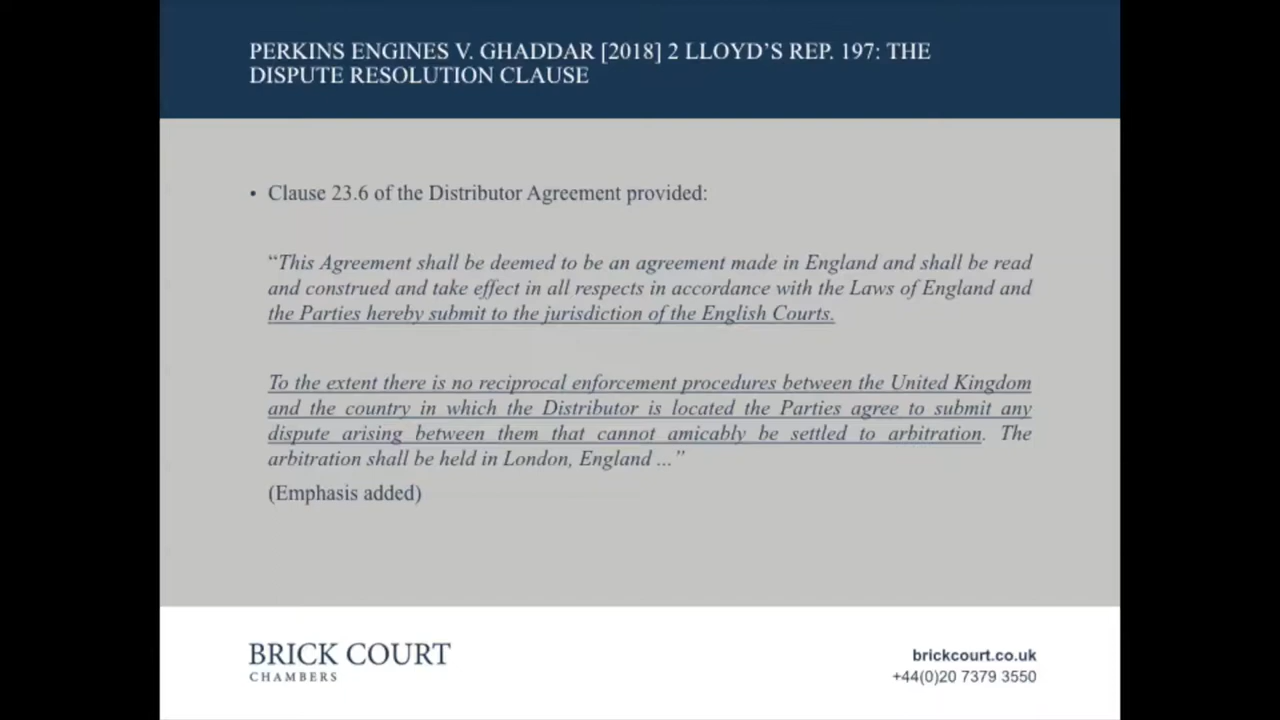 PERKINS ENGINES V. GHADDAR [2018] 2 LLOYD’S REP. 197: THE
DISPUTE RESOLUTION CLAUSE
• Clause 23.6 of the Distributor Agreement provided:
“This Agreement shall be deemed to be an agreement made in England and shall be read
and construed and take effect in all respects in accordance with the Laws of England and
the Parties hereby submit to the jurisdiction of the English Courts.
To the extent there is no reciprocal enforcement procedures between the United Kingdom
and the country in which the Distributor is located the Parties agree to submit any
dispute arising between them that cannot amicably be settled to arbitration. The
arbitration shall be held in London, England ...”
(Emphasis added)
BRICK COURT
CHAMBERS
brickcourt.co.uk
+44(0)20 7379 3550